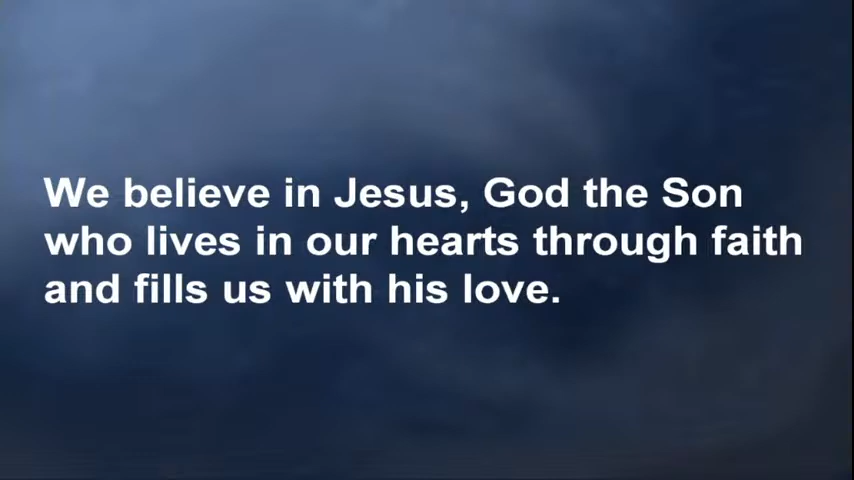 We believe in Jesus, God the Son
who lives in our hearts through faith
and fills us with his love.